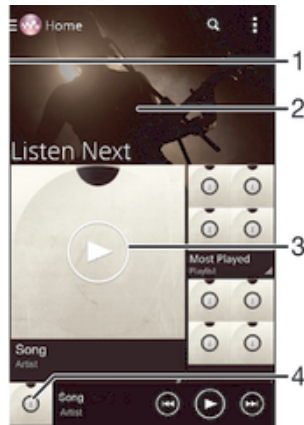 Home
1
2
Listen Next
3
Most Played
Playlist
Song
Artist
4
Song
Artist